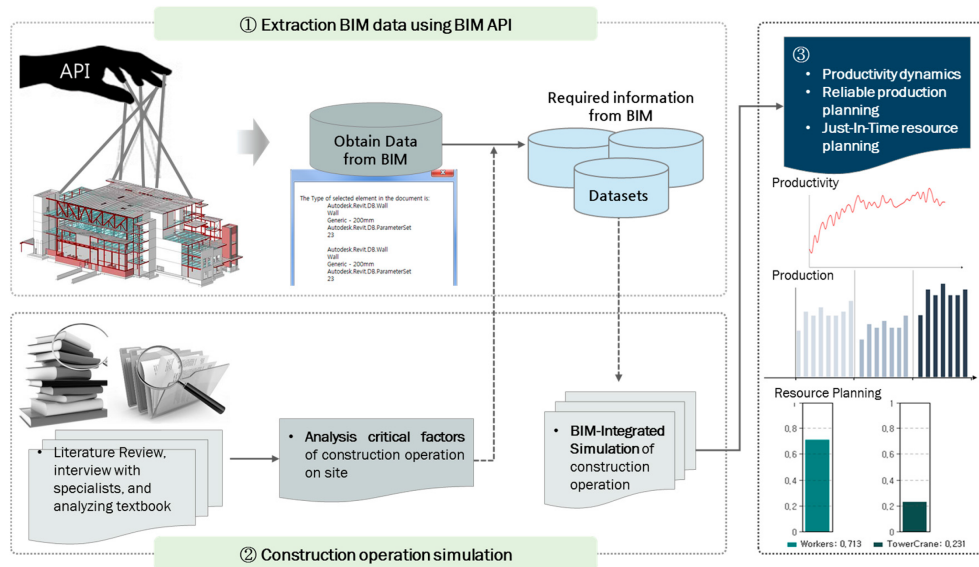 ① Extraction BIM data using BIM API
API
Obtain Data
from BIM
The Type of selected element in the document is:
Autodesk.Revit.DB.Wall
Wall
Generic - 200mm
Autodesk.Revit.DB.ParameterSet
23
Autodesk.Revit.DB.Wall
Wall
Generic - 200mm
Autodesk.Revit.DB.ParameterSet
23
Required information
from BIM
Datasets
• Literature Review,
interview with
specialists, and
analyzing textbook
• Analysis critical factors
of construction operation
on site
• BIM-Integrated
Simulation of
construction
operation
② Construction operation simulation
③
• Productivity dynamics
• Reliable production
planning
• Just-In-Time resource
planning
Productivity
Production
Resource Planning
1
0,8
0,6
0,4
0,2
0
1
0,8
0,6
0,4
0,2
0
Workers: 0,713
TowerCrane: 0,231